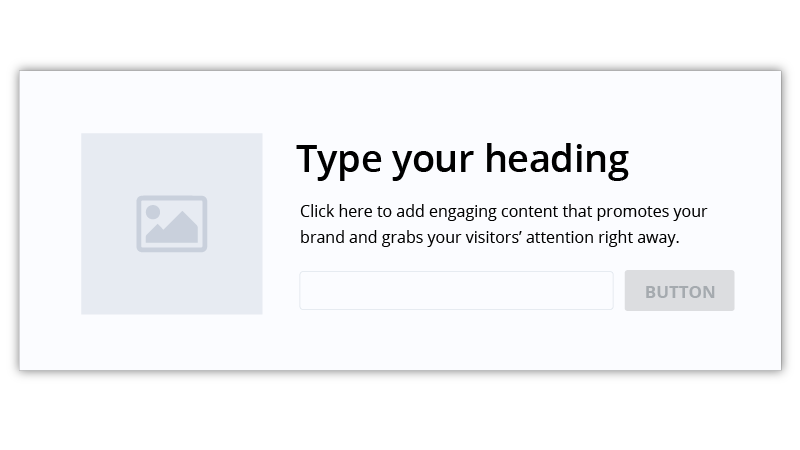 Type your heading
Click here to add engaging content that promotes your
brand and grabs your visitors’ attention right away.
BUTTON